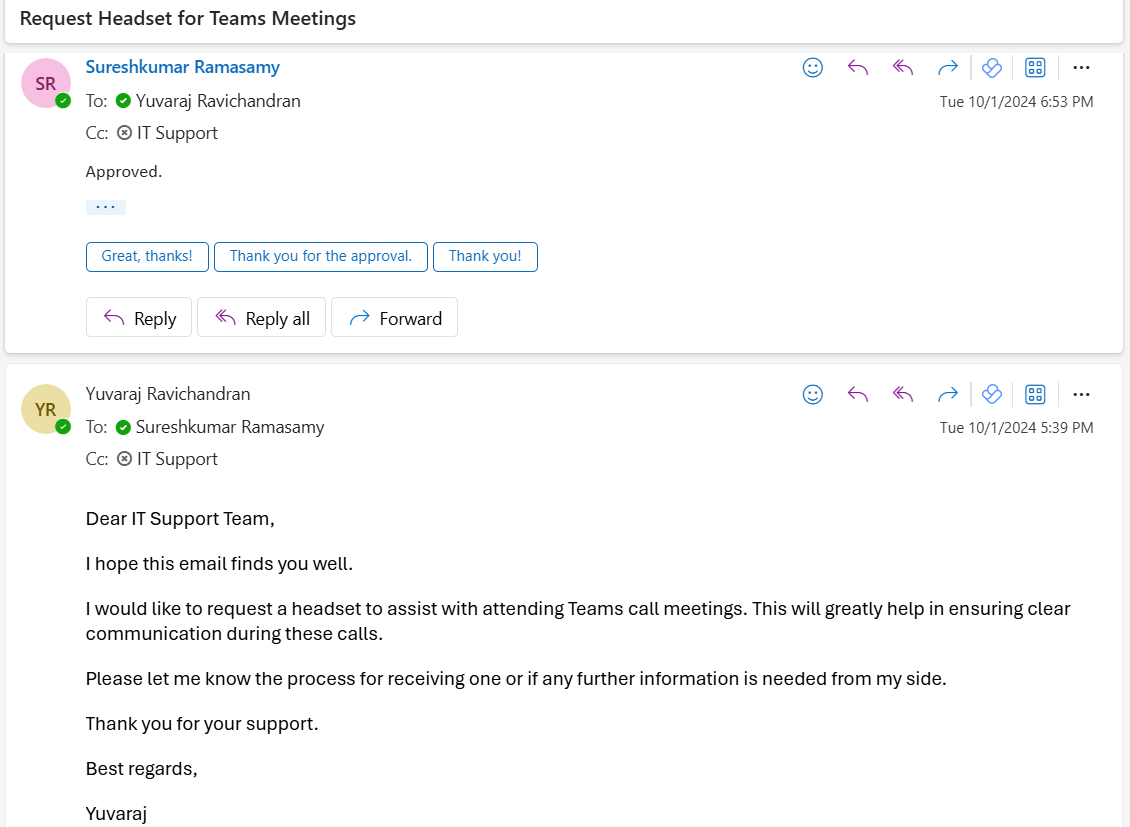 Request Headset for Teams Meetings
SR
Sureshkumar Ramasamy
To: Yuvaraj Ravichandran
Tue 10/1/2024 6:53 PM
Cc: IT Support
Approved.
Great, thanks!
Thank you for the approval.
Thank you!
Reply
Reply all
Forward
YR
Yuvaraj Ravichandran
To: Sureshkumar Ramasamy
Tue 10/1/2024 5:39 PM
Cc: IT Support
Dear IT Support Team,
I hope this email finds you well.
I would like to request a headset to assist with attending Teams call meetings. This will greatly help in ensuring clear
communication during these calls.
Please let me know the process for receiving one or if any further information is needed from my side.
Thank you for your support.
Best regards,
Yuvaraj